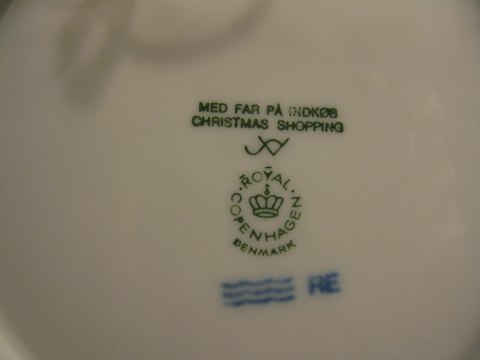 MED FAR PÅ INDKØB
CHRISTMAS SHOPPING
ROYAL
COPENHAGEN
DENMARK
RE